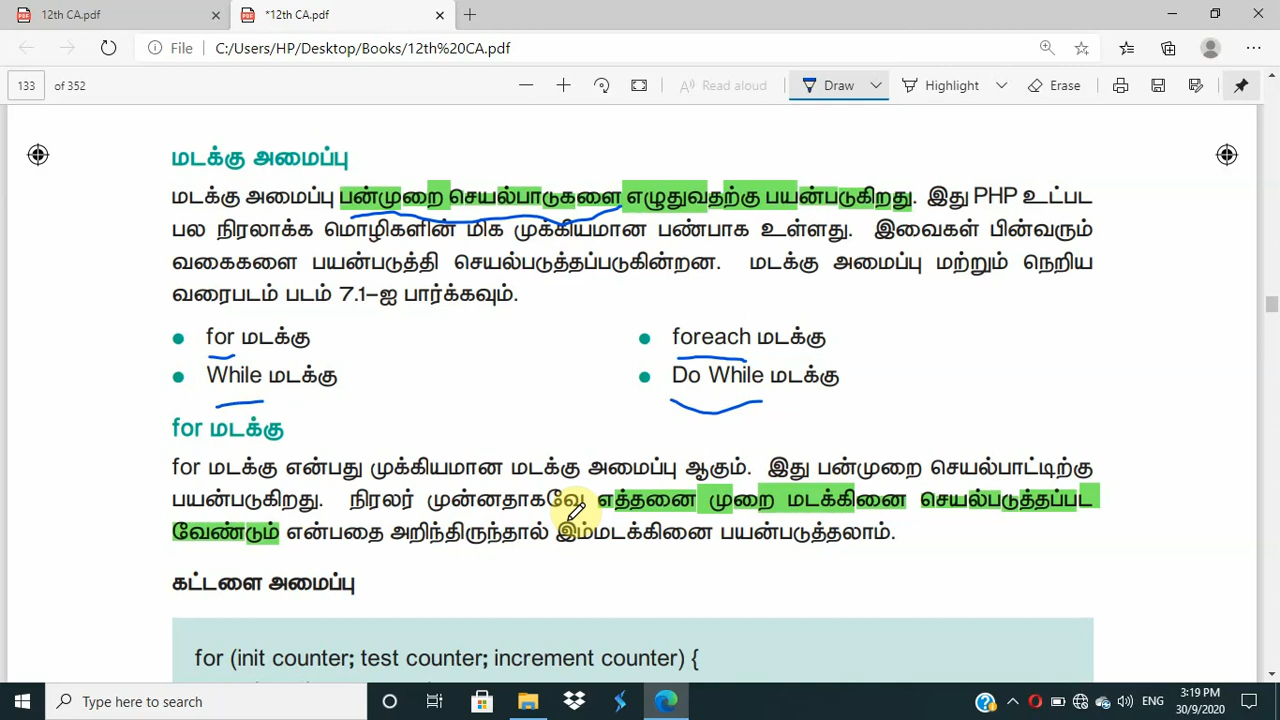 12th CA.pdf
*12th CA.pdf
File C:/Users/HP/Desktop/Books/12th%20CA.pdf
133 of 352 Read aloud Draw Highlight Erase
மடக்கு அமைப்பு
மடக்கு அமைப்பு பன்முறை செயல்பாடுகளை எழுதுவதற்கு பயன்படுகிறது. இது PHP உட்பட
பல நிரலாக்க மொழிகளின் மிக முக்கியமான பண்பாக உள்ளது. இவைகள் பின்வரும்
வகைகளை பயன்படுத்தி செயல்படுத்தப்படுகின்றன. மடக்கு அமைப்பு மற்றும் நெறிய
வரைபடம் படம் 7.1-ஐ பார்க்கவும்.
● for மடக்கு ● foreach மடக்கு
● While மடக்கு ● Do While மடக்கு
for மடக்கு
for மடக்கு என்பது முக்கியமான மடக்கு அமைப்பு ஆகும். இது பன்முறை செயல்பாட்டிற்கு
பயன்படுகிறது. நிரலர் முன்னதாகவே எத்தனை முறை மடக்கினை செயல்படுத்தப்பட
வேண்டும் என்பதை அறிந்திருந்தால் இம்மடக்கினை பயன்படுத்தலாம்.
கட்டளை அமைப்பு
for (init counter; test counter; increment counter) {
Type here to search
ENG
3:19 PM
30/9/2020